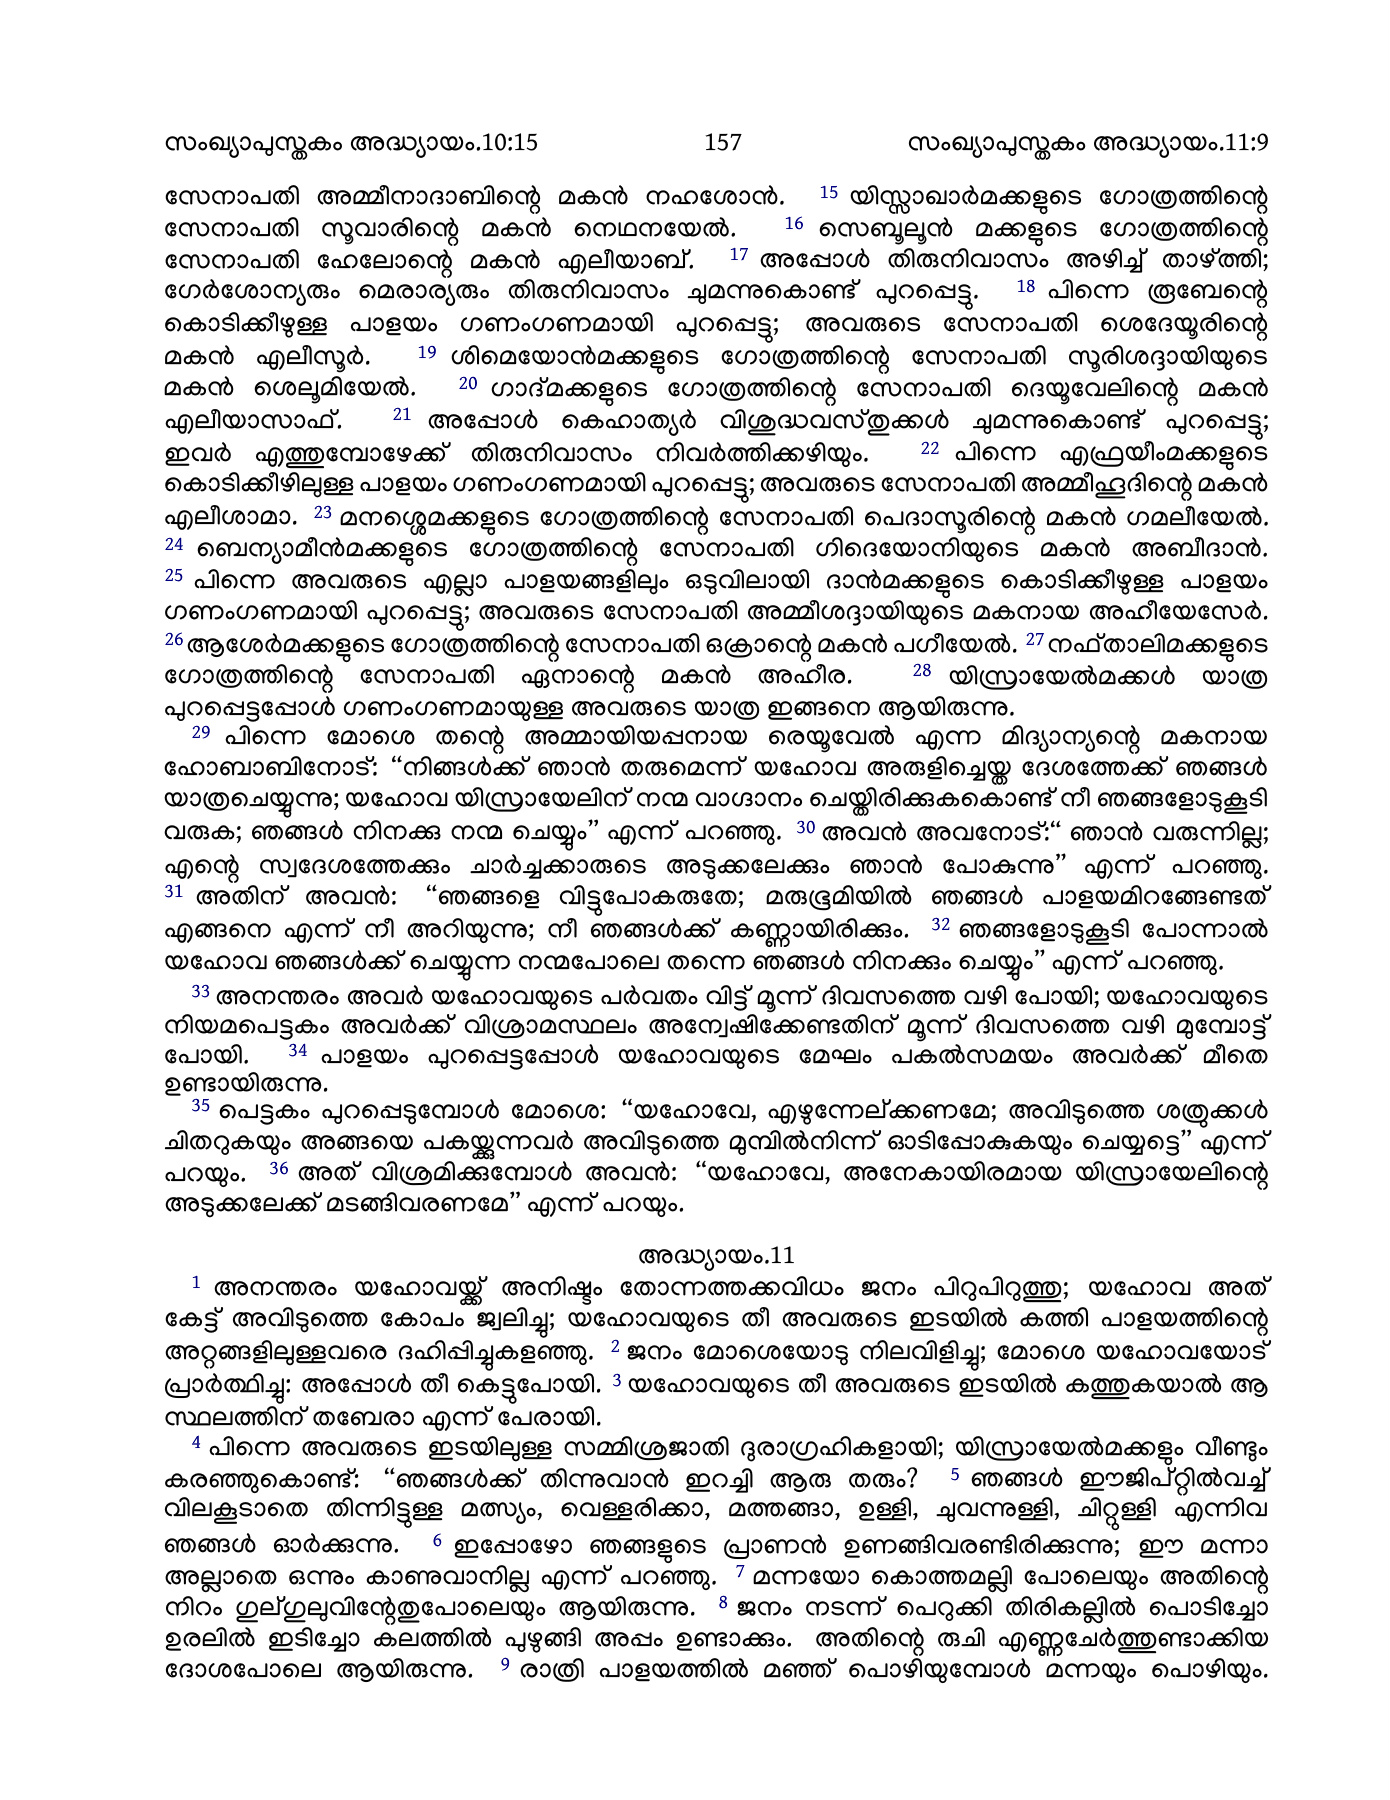 സംഖ്യാപുസ്തകം അദ്ധ്യായം.10:15 157 സംഖ്യാപുസ്തകം അദ്ധ്യായം.11:9
സേനാപതി അമ്മീനാദാബിന്റെ മകൻ നഹശോൻ. 15 യിസ്സാഖാർമക്കളുടെ ഗോത്രത്തിന്റെ
സേനാപതി സൂവാരിന്റെ മകൻ നെഥനയേൽ. 16 സെബൂലൂൻ മക്കളുടെ ഗോത്രത്തിന്റെ
സേനാപതി ഹേലോന്റെ മകൻ എലീയാബ്. 17 അപ്പോൾ തിരുനിവാസം അഴിച്ച് താഴ്ത്തി;
ഗേർശോന്യരും മെരാര്യരും തിരുനിവാസം ചുമന്നുകൊണ്ട് പുറപ്പെട്ടു. 18 പിന്നെ രൂബേന്റെ
കൊടിക്കീഴുള്ള പാളയം ഗണംഗണമായി പുറപ്പെട്ടു; അവരുടെ സേനാപതി ശെദേയൂരിന്റെ
മകൻ എലീസൂർ. 19 ശിമെയോൻമക്കളുടെ ഗോത്രത്തിന്റെ സേനാപതി സൂരിശദ്ദായിയുടെ
മകൻ ശെലൂമിയേൽ. 20 ഗാദ്മക്കളുടെ ഗോത്രത്തിന്റെ സേനാപതി ദെയൂവേലിന്റെ മകൻ
എലീയാസാഫ്. 21 അപ്പോൾ കെഹാത്യർ വിശുദ്ധവസ്തുക്കൾ ചുമന്നുകൊണ്ട് പുറപ്പെട്ടു;
ഇവർ എത്തുമ്പോഴേക്ക് തിരുനിവാസം നിവർത്തിക്കഴിയും. 22 പിന്നെ എഫ്രയീംമക്കളുടെ
കൊടിക്കീഴിലുള്ള പാളയം ഗണംഗണമായി പുറപ്പെട്ടു; അവരുടെ സേനാപതി അമ്മീഹൂദിന്റെ മകൻ
എലീശാമാ. 23 മനശ്ശെമക്കളുടെ ഗോത്രത്തിന്റെ സേനാപതി പെദാസൂരിന്റെ മകൻ ഗമലീയേൽ.
24 ബെന്യാമീൻമക്കളുടെ ഗോത്രത്തിന്റെ സേനാപതി ഗിദെയോനിയുടെ മകൻ അബീദാൻ.
25 പിന്നെ അവരുടെ എല്ലാ പാളയങ്ങളിലും ഒടുവിലായി ദാൻമക്കളുടെ കൊടിക്കീഴുള്ള പാളയം
ഗണംഗണമായി പുറപ്പെട്ടു; അവരുടെ സേനാപതി അമ്മീശദ്ദായിയുടെ മകനായ അഹീയേസേർ.
26 ആശേർമക്കളുടെ ഗോത്രത്തിന്റെ സേനാപതി ഒക്രാന്റെ മകൻ പഗീയേൽ. 27 നഫ്താലിമക്കളുടെ
ഗോത്രത്തിന്റെ സേനാപതി ഏനാന്റെ മകൻ അഹീര. 28 യിസ്രായേൽമക്കൾ യാത്ര
പുറപ്പെട്ടപ്പോൾ ഗണംഗണമായുള്ള അവരുടെ യാത്ര ഇങ്ങനെ ആയിരുന്നു.
29 പിന്നെ മോശെ തന്റെ അമ്മായിയപ്പനായ രെയൂവേൽ എന്ന മിദ്യാന്യന്റെ മകനായ
ഹോബാബിനോട്: “നിങ്ങൾക്ക് ഞാൻ തരുമെന്ന് യഹോവ അരുളിച്ചെയ്ത ദേശത്തേക്ക് ഞങ്ങൾ
യാത്രചെയ്യുന്നു; യഹോവ യിസ്രായേലിന് നന്മ വാഗ്ദാനം ചെയ്തിരിക്കുകകൊണ്ട് നീ ഞങ്ങളോടുകൂടി
വരുക; ഞങ്ങൾ നിനക്കു നന്മ ചെയ്യും” എന്ന് പറഞ്ഞു. 30 അവൻ അവനോട്:“ ഞാൻ വരുന്നില്ല;
എന്റെ സ്വദേശത്തേക്കും ചാർച്ചക്കാരുടെ അടുക്കലേക്കും ഞാൻ പോകുന്നു” എന്ന് പറഞ്ഞു.
31 അതിന് അവൻ: “ഞങ്ങളെ വിട്ടുപോകരുതേ; മരുഭൂമിയിൽ ഞങ്ങൾ പാളയമിറങ്ങേണ്ടത്
എങ്ങനെ എന്ന് നീ അറിയുന്നു; നീ ഞങ്ങൾക്ക് കണ്ണായിരിക്കും. 32 ഞങ്ങളോടുകൂടി പോന്നാൽ
യഹോവ ഞങ്ങൾക്ക് ചെയ്യുന്ന നന്മപോലെ തന്നെ ഞങ്ങൾ നിനക്കും ചെയ്യും” എന്ന് പറഞ്ഞു.
33 അനന്തരം അവർ യഹോവയുടെ പർവതം വിട്ട് മൂന്ന് ദിവസത്തെ വഴി പോയി; യഹോവയുടെ
നിയമപെട്ടകം അവർക്ക് വിശ്രാമസ്ഥലം അന്വേഷിക്കേണ്ടതിന് മൂന്ന് ദിവസത്തെ വഴി മുമ്പോട്ട്
പോയി. 34 പാളയം പുറപ്പെട്ടപ്പോൾ യഹോവയുടെ മേഘം പകൽസമയം അവർക്ക് മീതെ
ഉണ്ടായിരുന്നു.
35 പെട്ടകം പുറപ്പെടുമ്പോൾ മോശെ: “യഹോവേ, എഴുന്നേല്ക്കണമേ; അവിടുത്തെ ശത്രുക്കൾ
ചിതറുകയും അങ്ങയെ പകയ്ക്കുന്നവർ അവിടുത്തെ മുമ്പിൽനിന്ന് ഓടിപ്പോകുകയും ചെയ്യട്ടെ” എന്ന്
പറയും. 36 അത് വിശ്രമിക്കുമ്പോൾ അവൻ: “യഹോവേ, അനേകായിരമായ യിസ്രായേലിന്റെ
അടുക്കലേക്ക് മടങ്ങിവരണമേ” എന്ന് പറയും.
അദ്ധ്യായം.11
1 അനന്തരം യഹോവയ്ക്ക് അനിഷ്ടം തോന്നത്തക്കവിധം ജനം പിറുപിറുത്തു; യഹോവ അത്
കേട്ട് അവിടുത്തെ കോപം ജ്വലിച്ചു; യഹോവയുടെ തീ അവരുടെ ഇടയിൽ കത്തി പാളയത്തിന്റെ
അറ്റങ്ങളിലുള്ളവരെ ദഹിപ്പിച്ചുകളഞ്ഞു. 2 ജനം മോശെയോടു നിലവിളിച്ചു; മോശെ യഹോവയോട്
പ്രാർത്ഥിച്ചു: അപ്പോൾ തീ കെട്ടുപോയി. 3 യഹോവയുടെ തീ അവരുടെ ഇടയിൽ കത്തുകയാൽ ആ
സ്ഥലത്തിന് തബേരാ എന്ന് പേരായി.
4 പിന്നെ അവരുടെ ഇടയിലുള്ള സമ്മിശ്രജാതി ദുരാഗ്രഹികളായി; യിസ്രായേൽമക്കളും വീണ്ടും
കരഞ്ഞുകൊണ്ട്: “ഞങ്ങൾക്ക് തിന്നുവാൻ ഇറച്ചി ആരു തരും? 5 ഞങ്ങൾ ഈജിപ്റ്റിൽവച്ച്
വിലകൂടാതെ തിന്നിട്ടുള്ള മത്സ്യം, വെള്ളരിക്കാ, മത്തങ്ങാ, ഉള്ളി, ചുവന്നുള്ളി, ചിറ്റുള്ളി എന്നിവ
ഞങ്ങൾ ഓർക്കുന്നു. 6 ഇപ്പോഴോ ഞങ്ങളുടെ പ്രാണൻ ഉണങ്ങിവരണ്ടിരിക്കുന്നു; ഈ മന്നാ
അല്ലാതെ ഒന്നും കാണുവാനില്ല എന്ന് പറഞ്ഞു. 7 മന്നയോ കൊത്തമല്ലി പോലെയും അതിന്റെ
നിറം ഗുല്ഗുലുവിന്റേതുപോലെയും ആയിരുന്നു. 8 ജനം നടന്ന് പെറുക്കി തിരികല്ലിൽ പൊടിച്ചോ
ഉരലിൽ ഇടിച്ചോ കലത്തിൽ പുഴുങ്ങി അപ്പം ഉണ്ടാക്കും. അതിന്റെ രുചി എണ്ണചേർത്തുണ്ടാക്കിയ
ദോശപോലെ ആയിരുന്നു. 9 രാത്രി പാളയത്തിൽ മഞ്ഞ് പൊഴിയുമ്പോൾ മന്നയും പൊഴിയും.